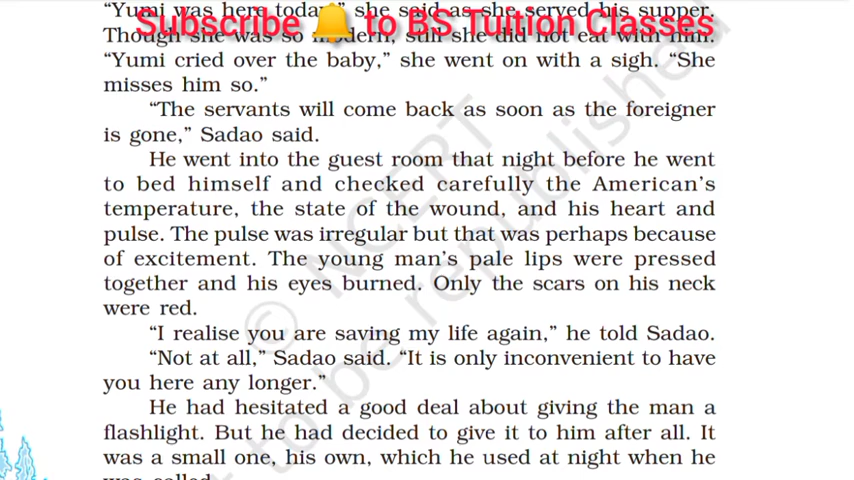 Subscribe 🔔 to BS Tuition Classes
“Yumi was here today,” she said as she served his supper.
Though she was so modern, still she did not eat with him.
“Yumi cried over the baby,” she went on with a sigh. “She
misses him so.”
“The servants will come back as soon as the foreigner
is gone,” Sadao said.
He went into the guest room that night before he went
to bed himself and checked carefully the American’s
temperature, the state of the wound, and his heart and
pulse. The pulse was irregular but that was perhaps because
of excitement. The young man’s pale lips were pressed
together and his eyes burned. Only the scars on his neck
were red.
“I realise you are saving my life again,” he told Sadao.
“Not at all,” Sadao said. “It is only inconvenient to have
you here any longer.”
He had hesitated a good deal about giving the man a
flashlight. But he had decided to give it to him after all. It
was a small one, his own, which he used at night when he
was called.
© NCERT
not to be republished